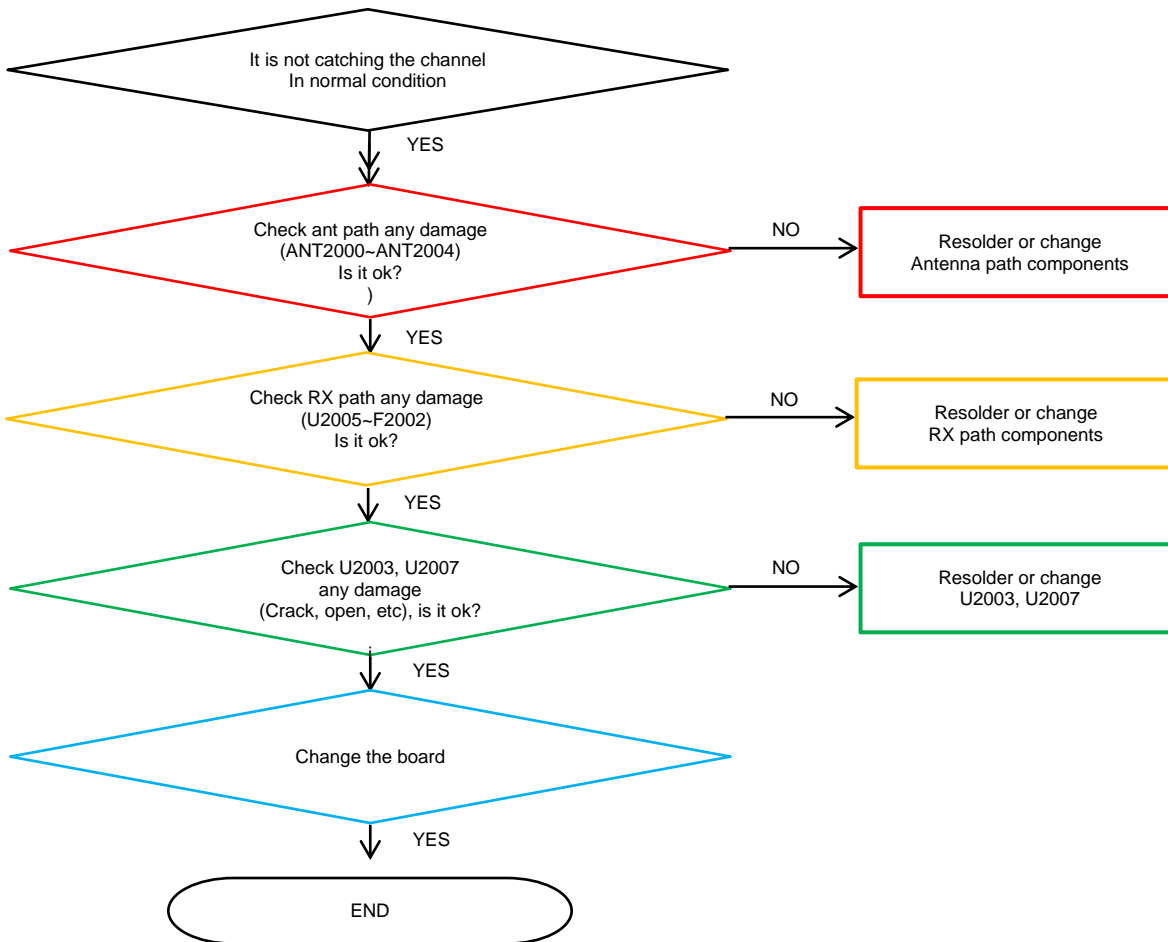 It is not catching the channel
In normal condition
YES
Check ant path any damage
(ANT2000~ANT2004)
Is it ok?
)
NO
Resolder or change
Antenna path components
YES
Check RX path any damage
(U2005~F2002)
Is it ok?
NO
Resolder or change
RX path components
YES
Check U2003, U2007
any damage
(Crack, open, etc), is it ok?
;
NO
Resolder or change
U2003, U2007
YES
Change the board
YES
END